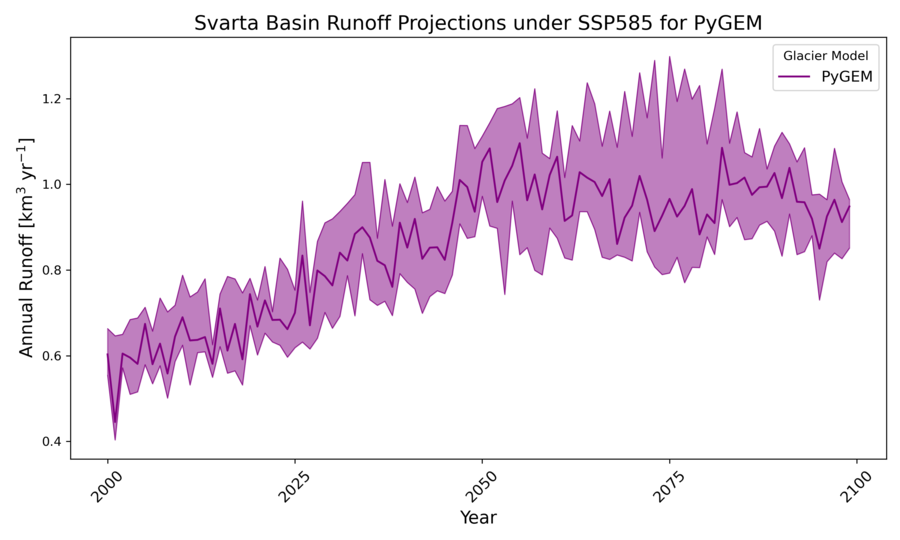 Svarta Basin Runoff Projections under SSP585 for PyGEM
Glacier Model
PyGEM
1.2
1.0
0.8
0.6
0.4
Annual Runoff [km³ yr⁻¹]
2000
2025
2050
2075
2100
Year